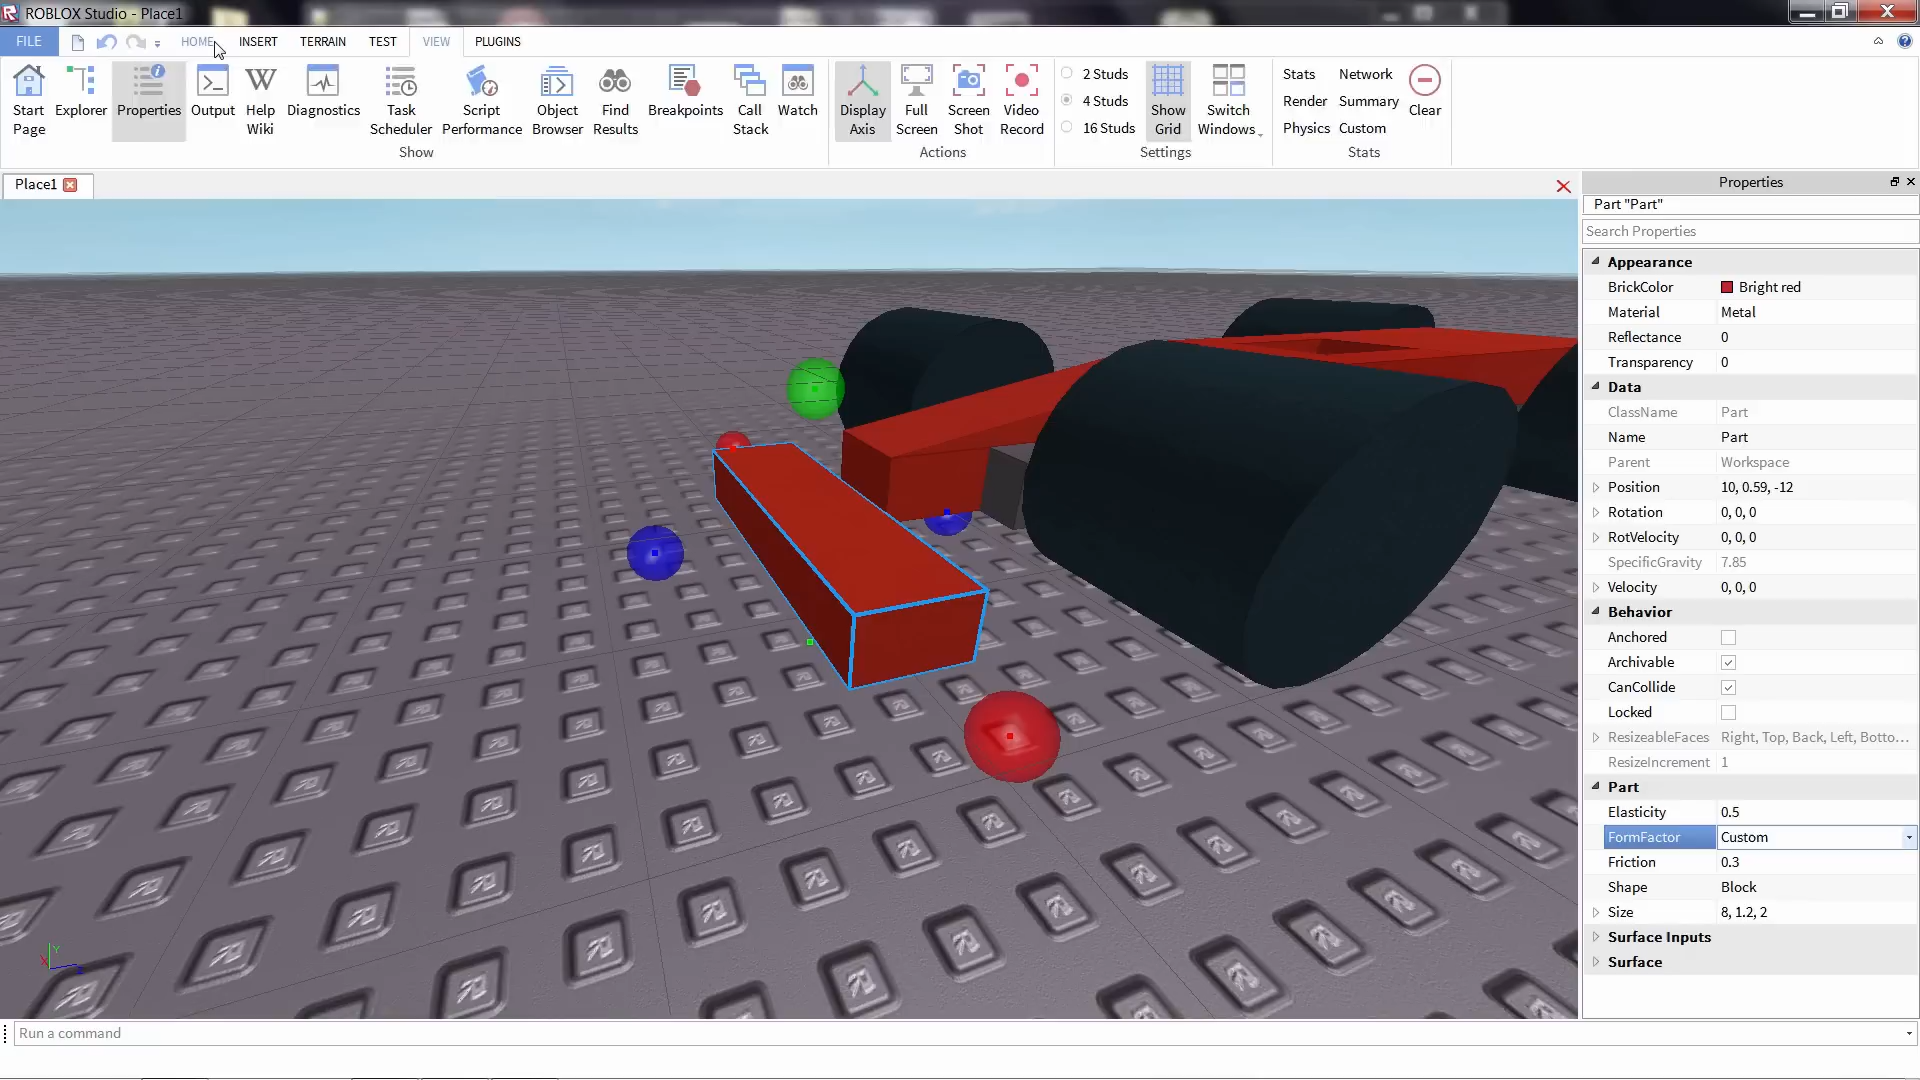 ROBLOX Studio - Place1
FILE HOME INSERT TERRAIN TEST VIEW PLUGINS
Start Page
Explorer
Properties
Output
Help Wiki
Diagnostics
Task Scheduler
Script Performance
Object Browser
Find Results
Breakpoints
Call Stack
Watch
Show
Display Axis
Full Screen
Screen Shot
Video Record
Actions
2 Studs
4 Studs
16 Studs
Show Grid
Switch Windows
Settings
Stats Network
Render Summary
Physics Custom
Clear
Stats
Place1
Properties
Part "Part"
Search Properties
Appearance
BrickColor Bright red
Material Metal
Reflectance 0
Transparency 0
Data
ClassName Part
Name Part
Parent Workspace
Position 10, 0.59, -12
Rotation 0, 0, 0
RotVelocity 0, 0, 0
SpecificGravity 7.85
Velocity 0, 0, 0
Behavior
Anchored
Archivable
CanCollide
Locked
ResizeableFaces Right, Top, Back, Left, Botto...
ResizeIncrement 1
Part
Elasticity 0.5
FormFactor Custom
Friction 0.3
Shape Block
Size 8, 1.2, 2
Surface Inputs
Surface
Y
X
Z
Run a command